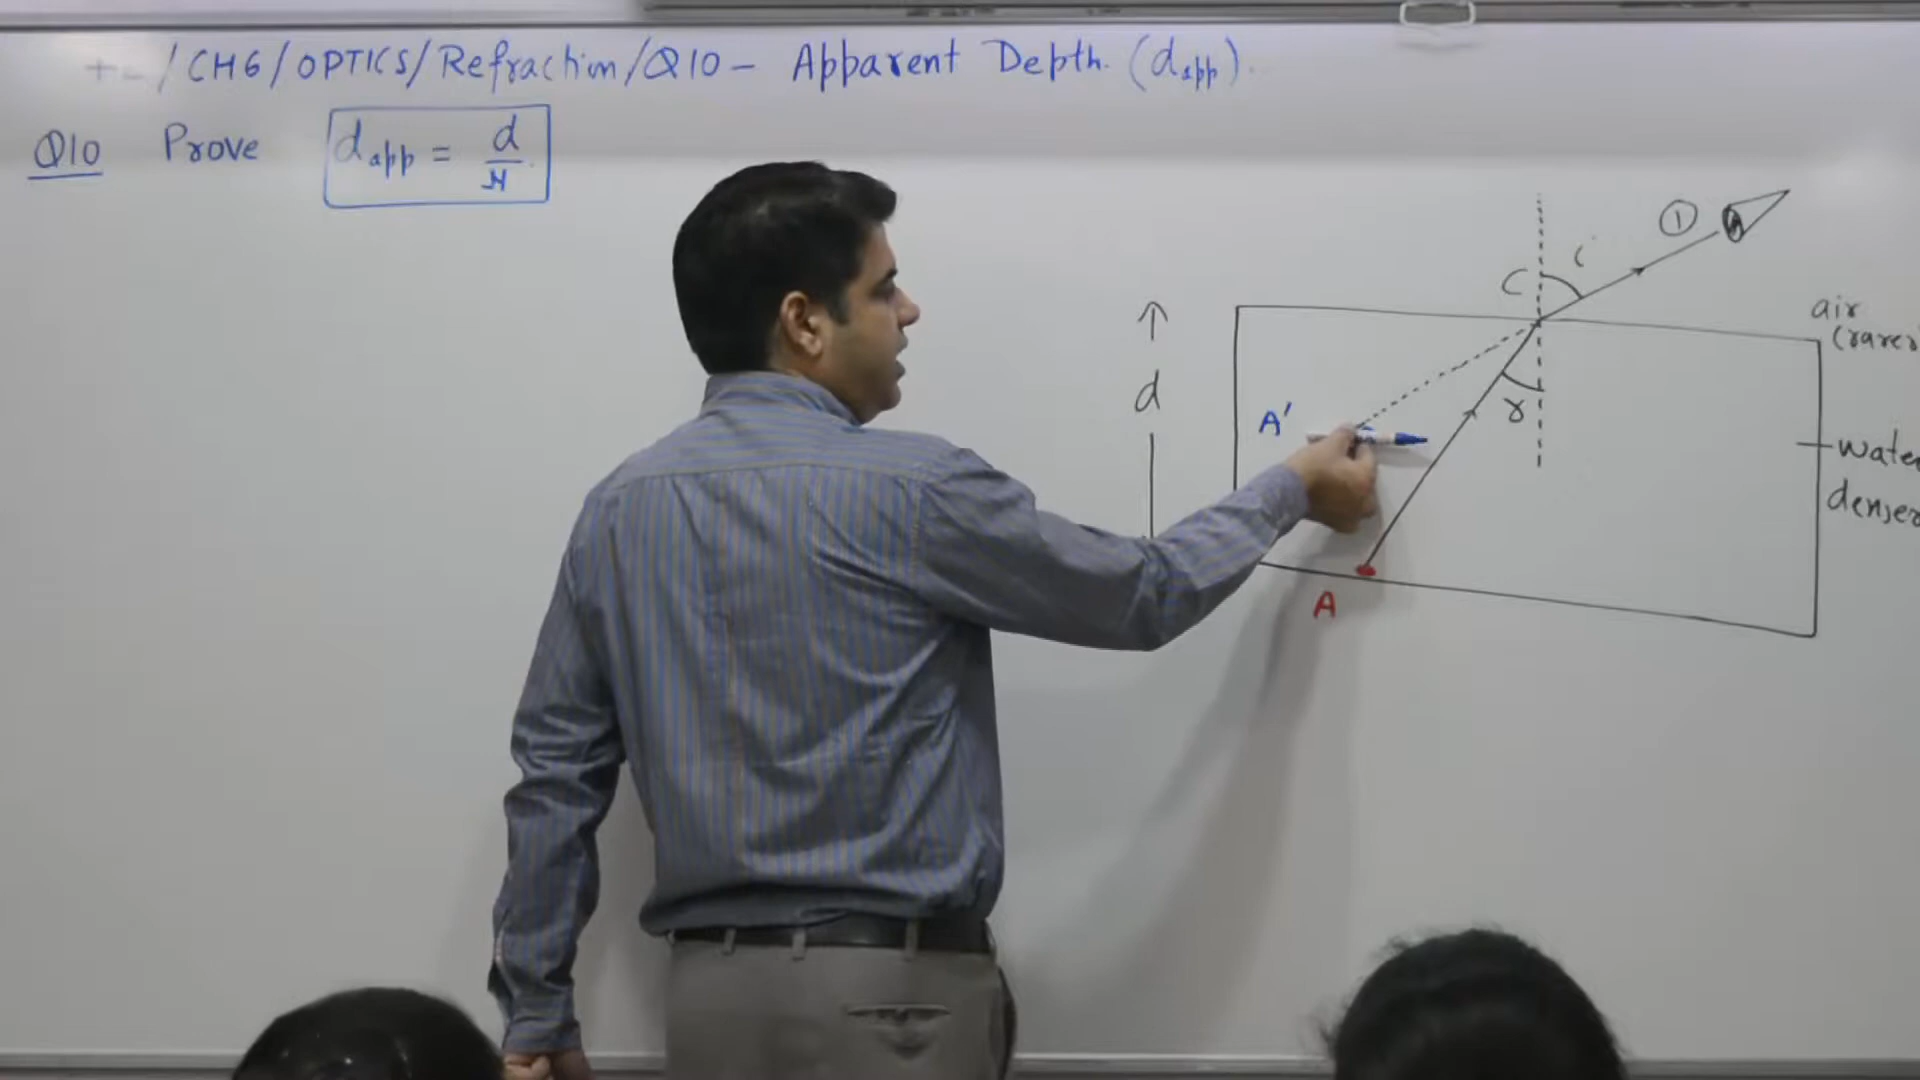 /CH6/OPTICS/Refraction/Q10 - Apparent Depth. (dapp).
Q10 Prove dapp = d/μ.
①
i
C
air
(rarer)
d
r
A'
water
denser
A